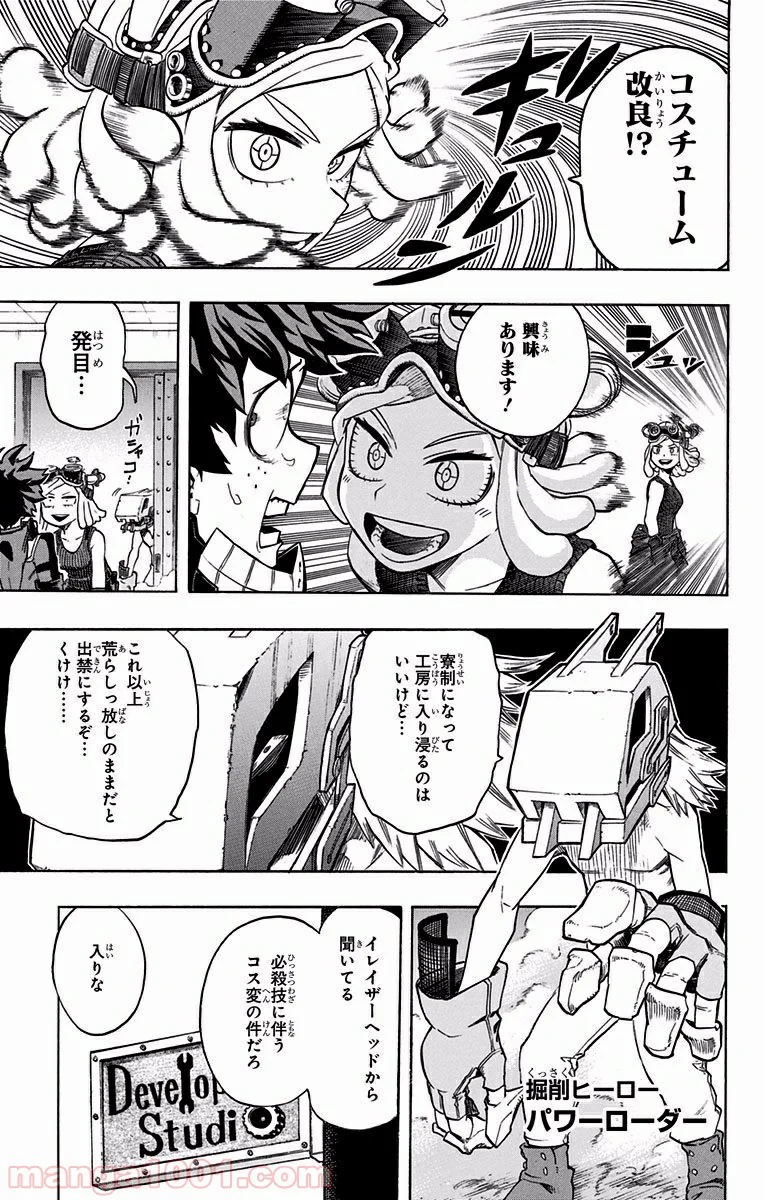 コスチューム
改良!?
ギュルン
興味
あります!
シュッ
発目…
ガシャコ!
寮制になって
工房に入り浸るのは
いいけど…
これ以上
荒らしっ放しのままだと
出禁にするぞ…
くけけ……
掘削ヒーロー
パワーローダー
イレイザーヘッドから
聞いてる
必殺技に伴う
コス変の件だろ
入りな
Develop
Studio
manga1001.com